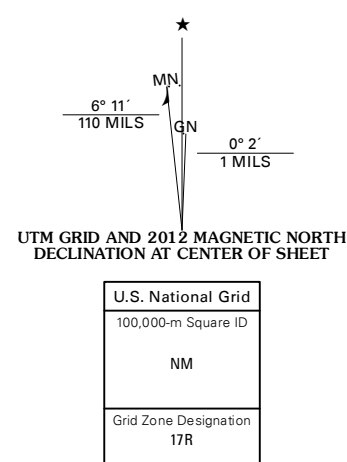 ★
MN.
6° 11´
110 MILS
GN
0° 2´
1 MILS
UTM GRID AND 2012 MAGNETIC NORTH
DECLINATION AT CENTER OF SHEET
U.S. National Grid
100,000-m Square ID
NM
Grid Zone Designation
17R